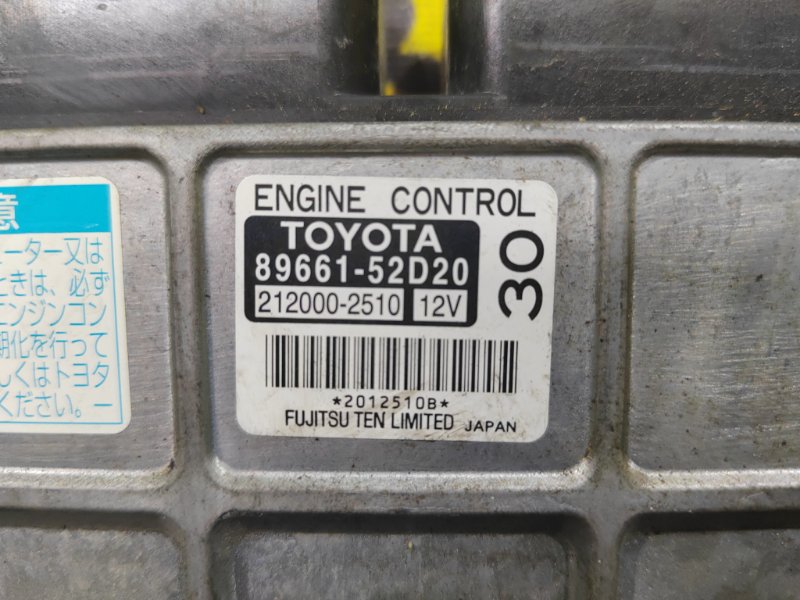 意
ーター又は
ときは、必ず
エンジンコン
期化を行って
しくはトヨタ
ください。ー
ENGINE CONTROL
TOYOTA
89661-52D20
212000-2510 12V
30
*2012510B*
FUJITSU TEN LIMITED JAPAN